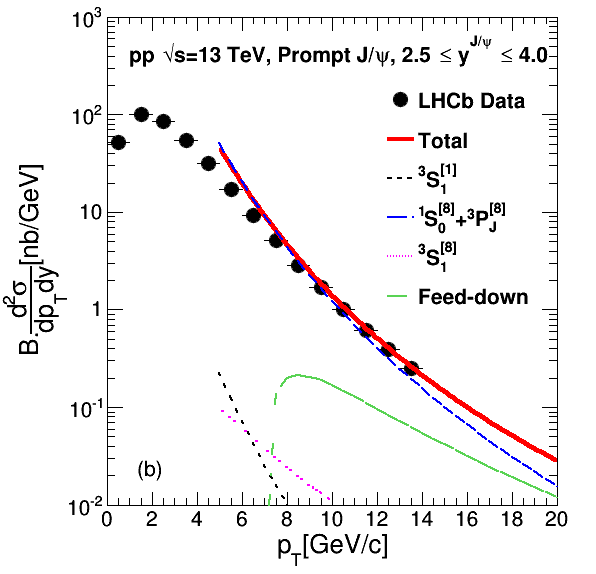 pp √s=13 TeV, Prompt J/ψ, 2.5 ≤ y^{J/ψ} ≤ 4.0
LHCb Data
Total
³S₁^[1]
¹S₀^[8]+³P_J^[8]
³S₁^[8]
Feed-down
B.d²σ/dp_Tdy[nb/GeV]
10³
10²
10
1
10⁻¹
10⁻²
(b)
0 2 4 6 8 10 12 14 16 18 20
p_T[GeV/c]